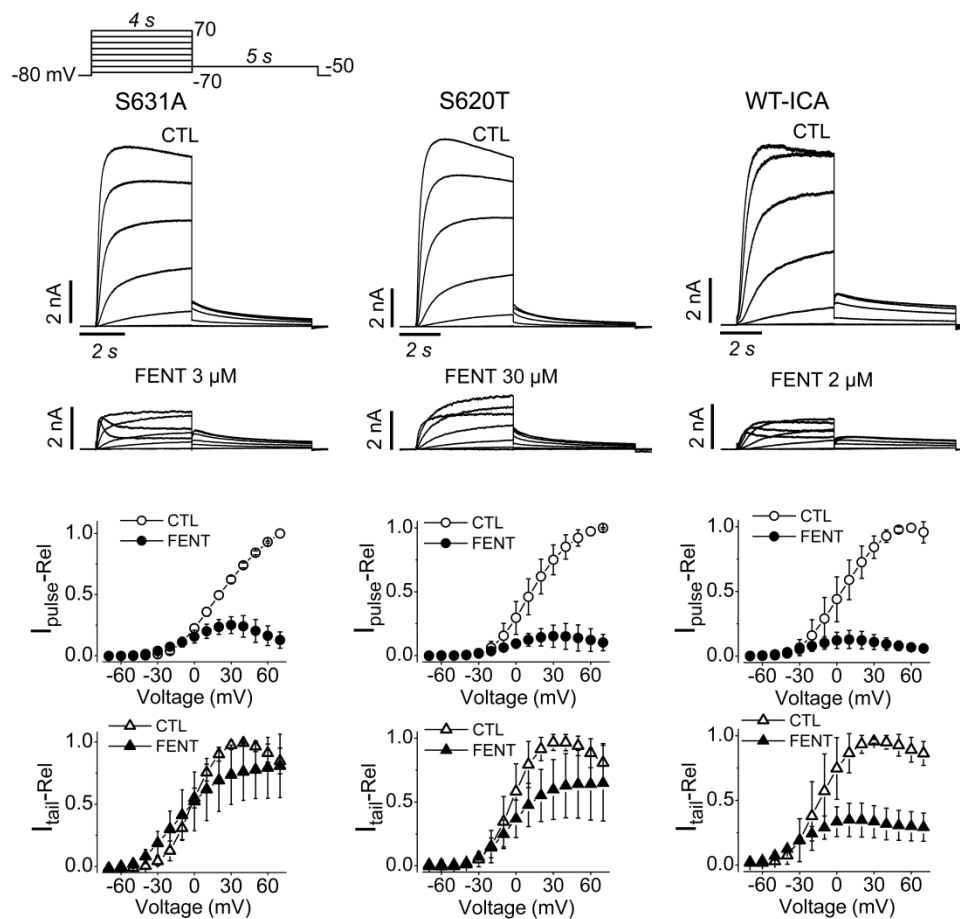 4 s
70
5 s
-80 mV
-50
-70
S631A
S620T
WT-ICA
CTL
CTL
CTL
2 nA
2 nA
2 nA
2 s
2 s
2 s
FENT 3 µM
FENT 30 µM
FENT 2 µM
2 nA
2 nA
2 nA
1.0
0.5
0.0
CTL
FENT
Ipulse-Rel
-60 -30 0 30 60
Voltage (mV)
1.0
0.5
0.0
CTL
FENT
Ipulse-Rel
-60 -30 0 30 60
Voltage (mV)
1.0
0.5
0.0
CTL
FENT
Ipulse-Rel
-60 -30 0 30 60
Voltage (mV)
1.0
0.5
0.0
CTL
FENT
Itail-Rel
-60 -30 0 30 60
Voltage (mV)
1.0
0.5
0.0
CTL
FENT
Itail-Rel
-60 -30 0 30 60
Voltage (mV)
1.0
0.5
0.0
CTL
FENT
Itail-Rel
-60 -30 0 30 60
Voltage (mV)